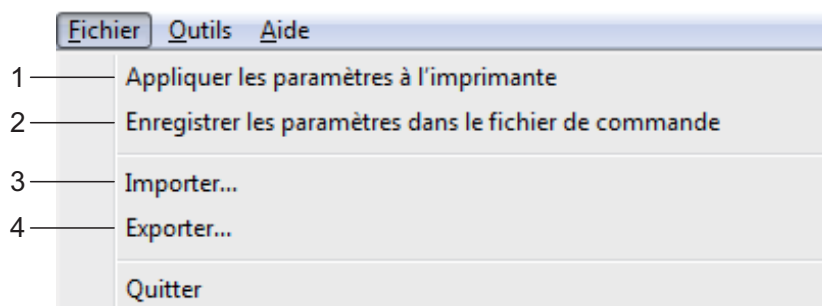 Fichier Outils Aide
1 Appliquer les paramètres à l'imprimante
2 Enregistrer les paramètres dans le fichier de commande
3 Importer...
4 Exporter...
Quitter